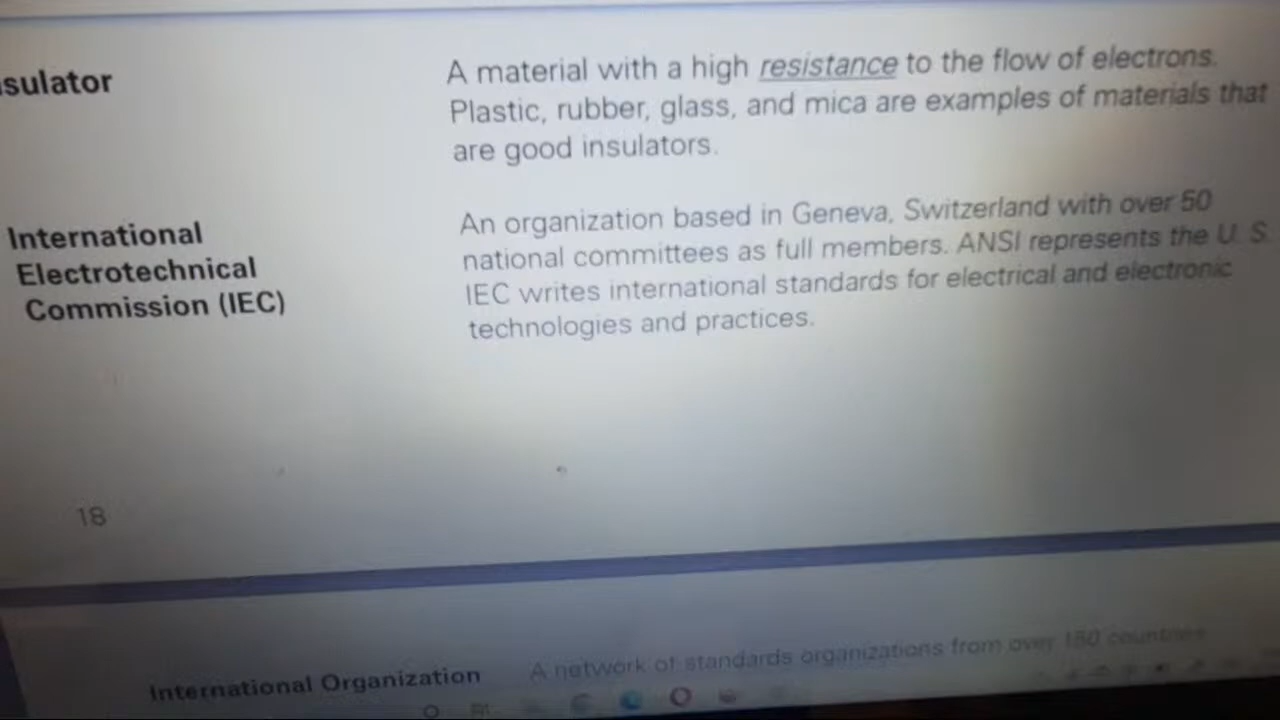 sulator
A material with a high resistance to the flow of electrons.
Plastic, rubber, glass, and mica are examples of materials that
are good insulators.
International
Electrotechnical
Commission (IEC)
An organization based in Geneva, Switzerland with over 50
national committees as full members. ANSI represents the U. S.
IEC writes international standards for electrical and electronic
technologies and practices.
18
International Organization
A network of standards organizations from over 160 countries